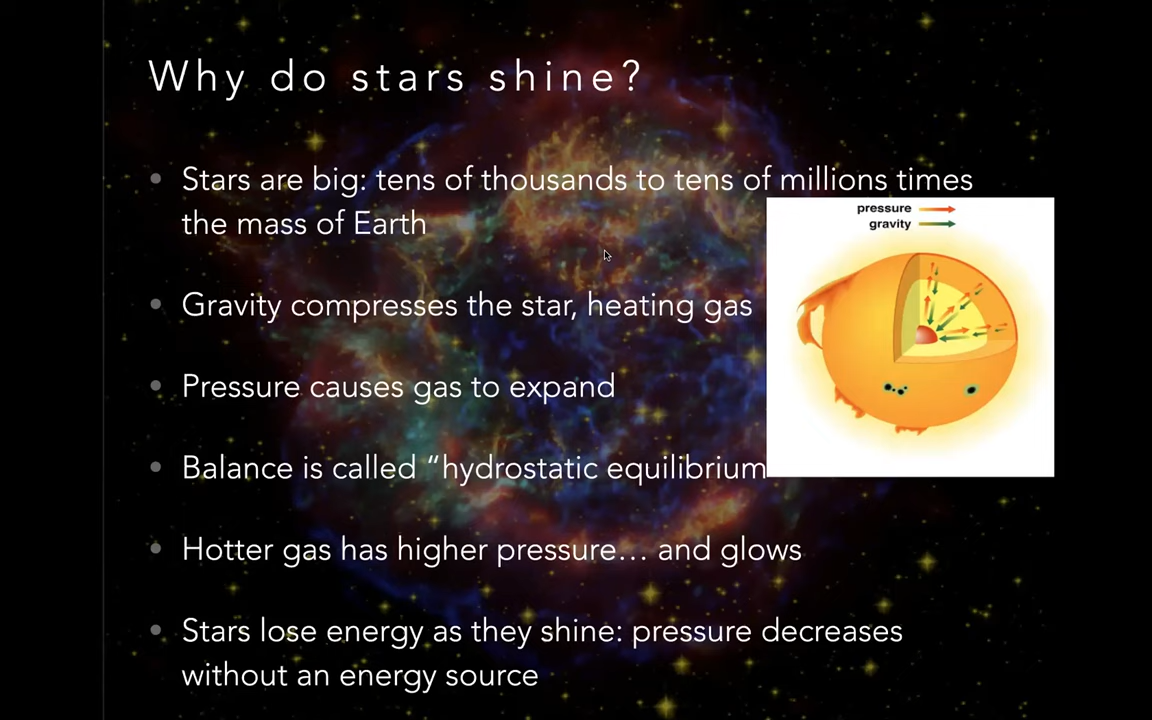 Why do stars shine?
• Stars are big: tens of thousands to tens of millions times
the mass of Earth
pressure
gravity
• Gravity compresses the star, heating gas
• Pressure causes gas to expand
• Balance is called “hydrostatic equilibrium
• Hotter gas has higher pressure… and glows
• Stars lose energy as they shine: pressure decreases
without an energy source